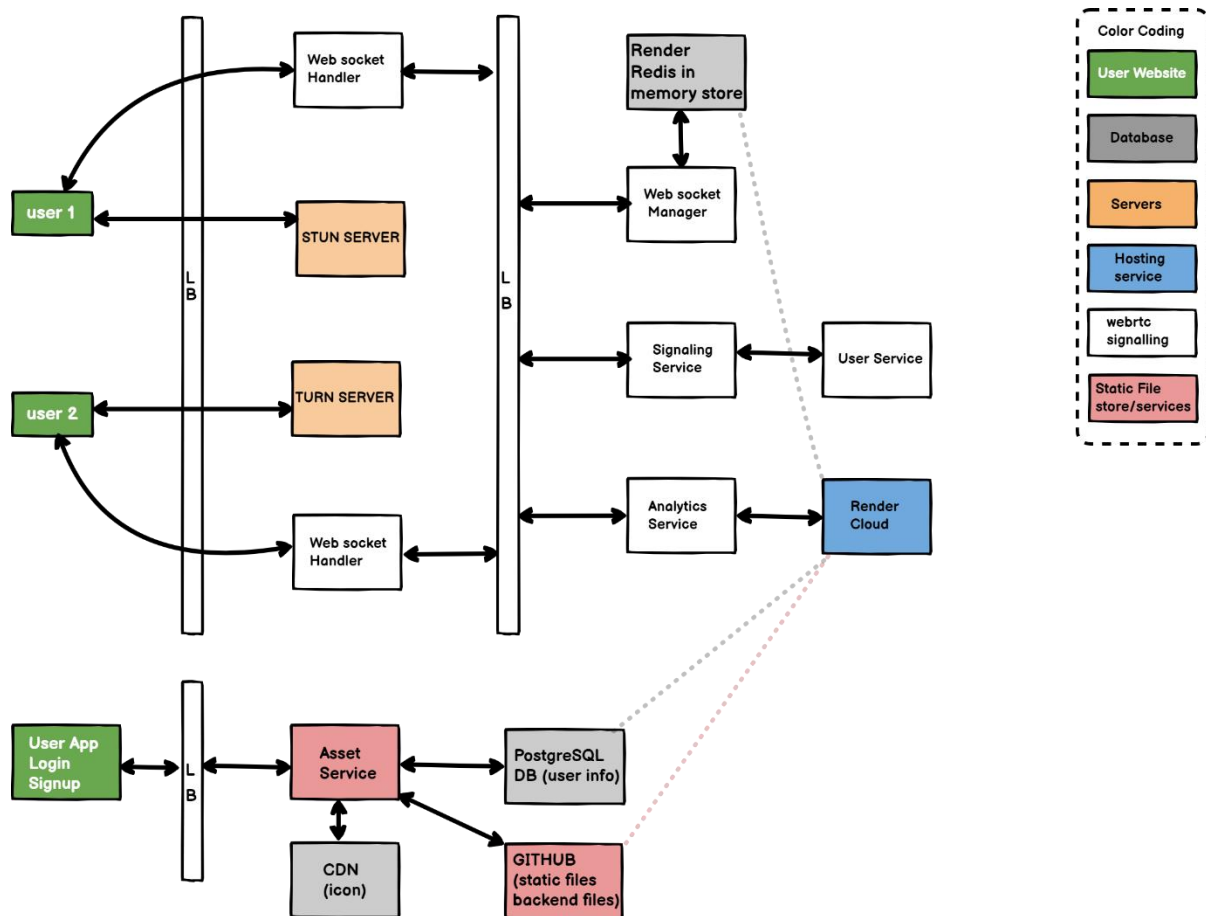 Web socket
Handler
Render
Redis in
memory store
Color Coding
User Website
Database
Servers
Hosting
service
webrtc
signalling
Static File
store/services
user 1
STUN SERVER
Web socket
Manager
L
B
L
B
Signaling
Service
User Service
user 2
TURN SERVER
Web socket
Handler
Analytics
Service
Render
Cloud
User App
Login
Signup
L
B
Asset
Service
PostgreSQL
DB (user info)
CDN
(icon)
GITHUB
(static files
backend files)